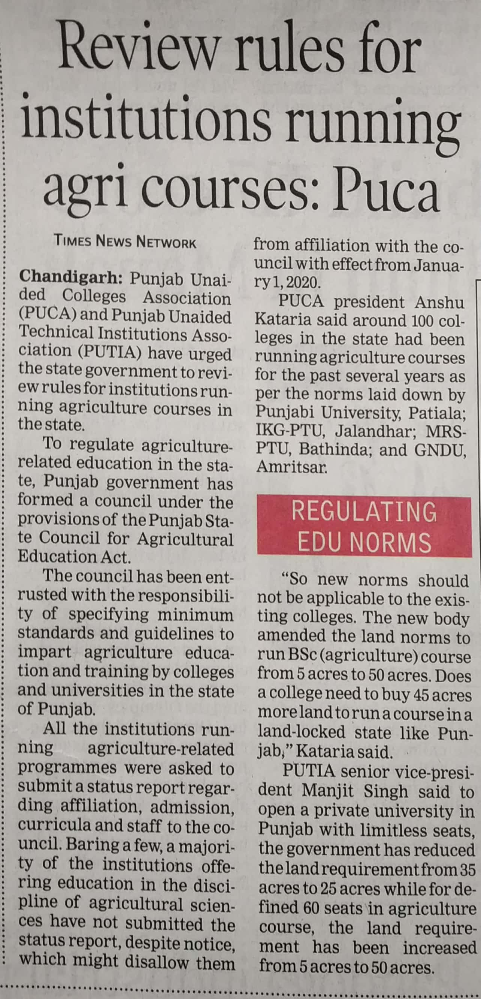 Review rules for
institutions running
agri courses: Puca
TIMES NEWS NETWORK
Chandigarh: Punjab Unai-
ded Colleges Association
(PUCA) and Punjab Unaided
Technical Institutions Asso-
ciation (PUTIA) have urged
the state government to revi-
ew rules for institutions run-
ning agriculture courses in
the state.
To regulate agriculture-
related education in the sta-
te, Punjab government has
formed a council under the
provisions of the Punjab Sta-
te Council for Agricultural
Education Act.
The council has been ent-
rusted with the responsibili-
ty of specifying minimum
standards and guidelines to
impart agriculture educa-
tion and training by colleges
and universities in the state
of Punjab.
All the institutions run-
ning agriculture-related
programmes were asked to
submit a status report regar-
ding affiliation, admission,
curricula and staff to the co-
uncil. Baring a few, a majori-
ty of the institutions offe-
ring education in the disci-
pline of agricultural scien-
ces have not submitted the
status report, despite notice,
which might disallow them
from affiliation with the co-
uncil with effect from Janua-
ry 1, 2020.
PUCA president Anshu
Kataria said around 100 col-
leges in the state had been
running agriculture courses
for the past several years as
per the norms laid down by
Punjabi University, Patiala;
IKG-PTU, Jalandhar; MRS-
PTU, Bathinda; and GNDU,
Amritsar.
REGULATING
EDU NORMS
“So new norms should
not be applicable to the exis-
ting colleges. The new body
amended the land norms to
run BSc (agriculture) course
from 5 acres to 50 acres. Does
a college need to buy 45 acres
more land to run a course in a
land-locked state like Pun-
jab,” Kataria said.
PUTIA senior vice-presi-
dent Manjit Singh said to
open a private university in
Punjab with limitless seats,
the government has reduced
the land requirement from 35
acres to 25 acres while for de-
fined 60 seats in agriculture
course, the land require-
ment has been increased
from 5 acres to 50 acres.